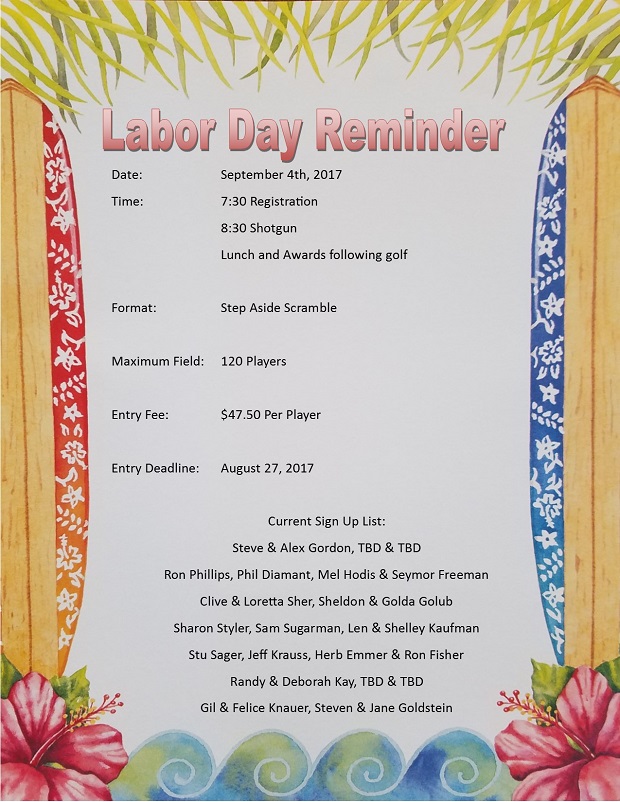 Labor Day Reminder
Date: September 4th, 2017
Time: 7:30 Registration
8:30 Shotgun
Lunch and Awards following golf
Format: Step Aside Scramble
Maximum Field: 120 Players
Entry Fee: $47.50 Per Player
Entry Deadline: August 27, 2017
Current Sign Up List:
Steve & Alex Gordon, TBD & TBD
Ron Phillips, Phil Diamant, Mel Hodis & Seymor Freeman
Clive & Loretta Sher, Sheldon & Golda Golub
Sharon Styler, Sam Sugarman, Len & Shelley Kaufman
Stu Sager, Jeff Krauss, Herb Emmer & Ron Fisher
Randy & Deborah Kay, TBD & TBD
Gil & Felice Knauer, Steven & Jane Goldstein